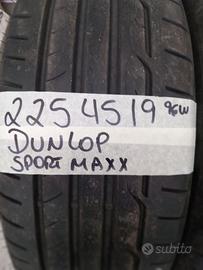 225 45 19 96W
DUNLOP
SPORT MAXX
subito